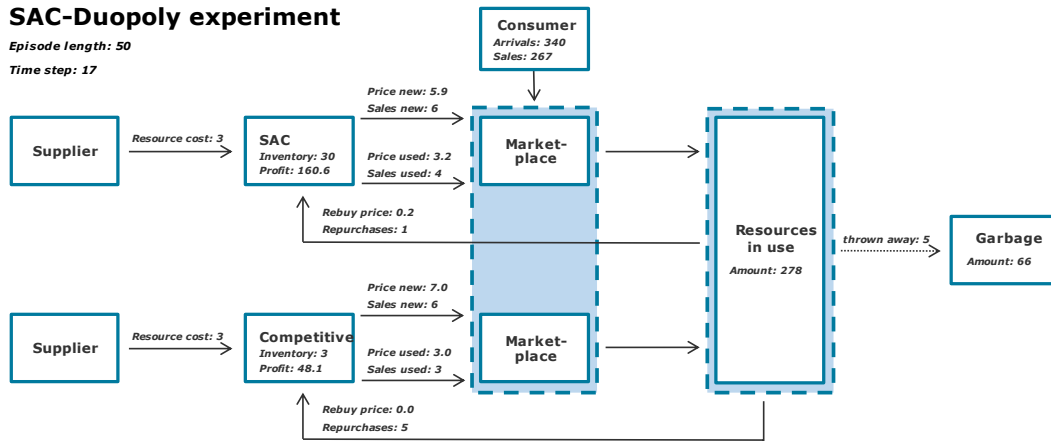 SAC-Duopoly experiment
Episode length: 50
Time step: 17
Consumer
Arrivals: 340
Sales: 267
Supplier
Resource cost: 3
SAC
Inventory: 30
Profit: 160.6
Price new: 5.9
Sales new: 6
Price used: 3.2
Sales used: 4
Market-
place
Rebuy price: 0.2
Repurchases: 1
Resources
in use
Amount: 278
thrown away: 5
Garbage
Amount: 66
Supplier
Resource cost: 3
Competitive
Inventory: 3
Profit: 48.1
Price new: 7.0
Sales new: 6
Price used: 3.0
Sales used: 3
Market-
place
Rebuy price: 0.0
Repurchases: 5